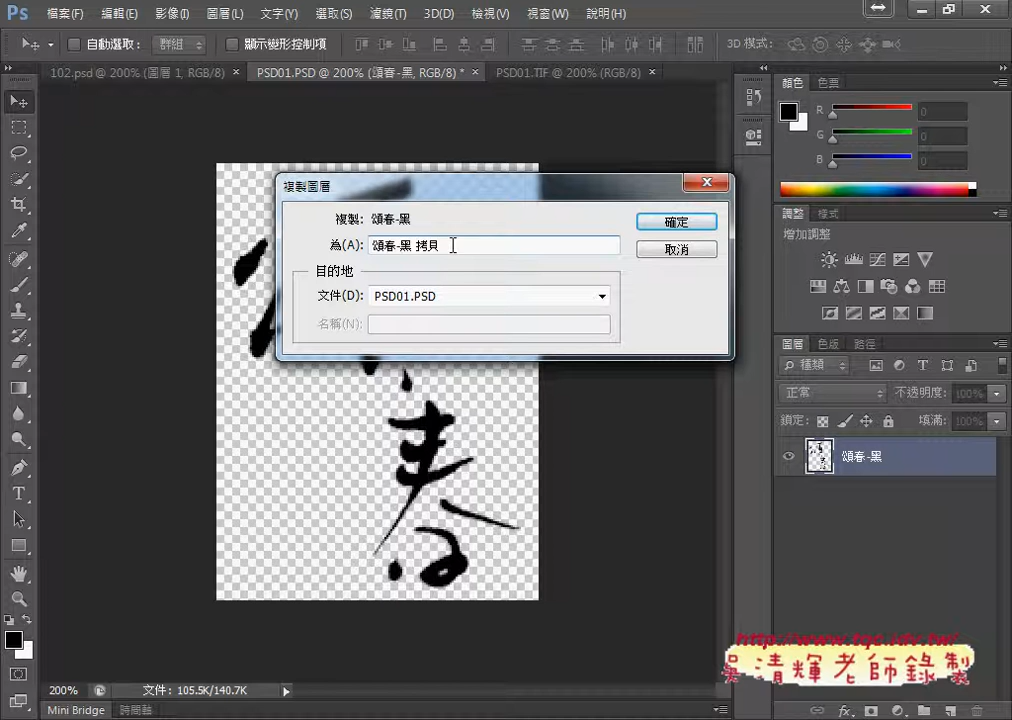 Ps 檔案(F) 編輯(E) 影像(I) 圖層(L) 文字(Y) 選取(S) 濾鏡(T) 3D(D) 檢視(V) 視窗(W) 說明(H)
自動選取: 群組 顯示變形控制項 3D 模式:
102.psd @ 200% (圖層 1, RGB/8) × PSD01.PSD @ 200% (頌春-黑, RGB/8) * × PSD01.TIF @ 200% (RGB/8) ×
顏色 色票
R 0
G 0
B 0
複製圖層
複製: 頌春-黑
確定
為(A): 頌春-黑 拷貝
取消
目的地
文件(D): PSD01.PSD
名稱(N):
調整 樣式
增加調整
圖層 色版 路徑
種類
正常 不透明度: 100%
鎖定: 填滿: 100%
頌春-黑
春
http://www.tqc.idv.tw/
吳清輝老師錄製
200% 文件: 105.5K/140.7K
Mini Bridge 時間軸